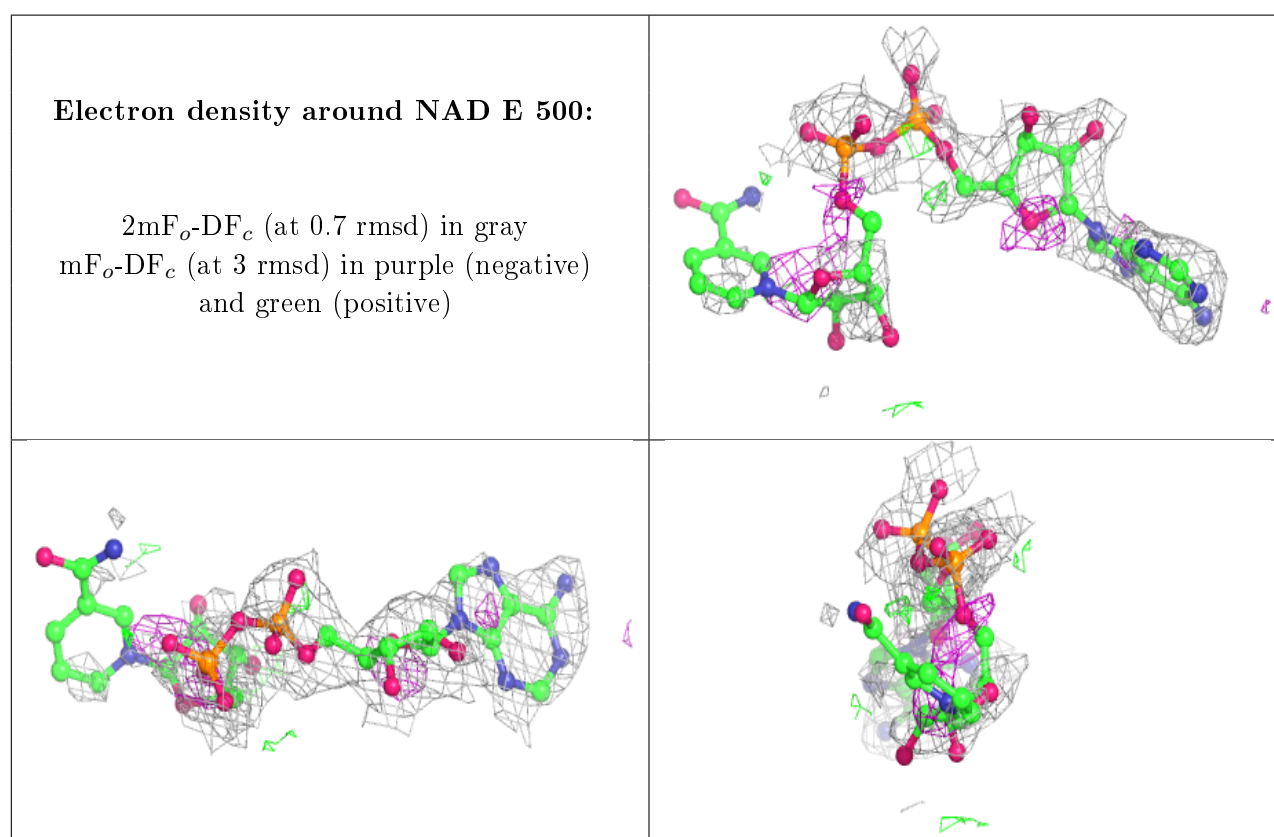 Electron density around NAD E 500:
2mFo-DFc (at 0.7 rmsd) in gray
mFo-DFc (at 3 rmsd) in purple (negative)
and green (positive)